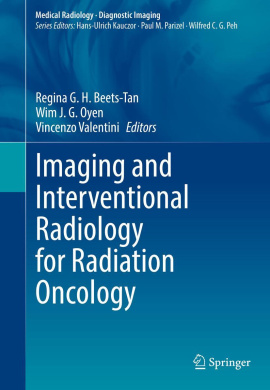 Medical Radiology · Diagnostic Imaging
Series Editors: Hans-Ulrich Kauczor · Paul M. Parizel · Wilfred C. G. Peh
Regina G. H. Beets-Tan
Wim J. G. Oyen
Vincenzo Valentini Editors
Imaging and
Interventional
Radiology
for Radiation
Oncology
Springer